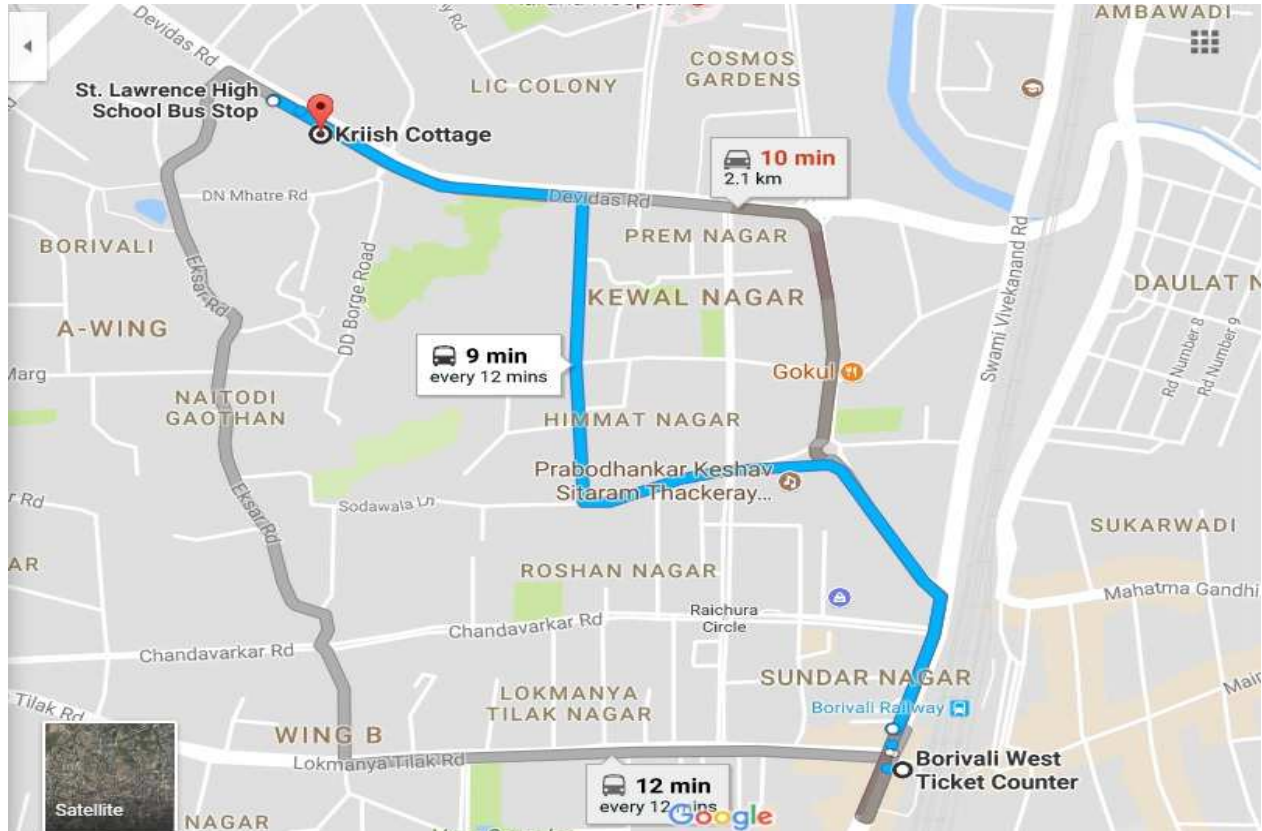 AMBAWADI
Devidas Rd
COSMOS
GARDENS
LIC COLONY
St. Lawrence High
School Bus Stop
Kriish Cottage
10 min
2.1 km
DN Mhatre Rd
Devidas Rd
PREM NAGAR
BORIVALI
Eksar Rd
DD Borge Road
Swami Vivekanand Rd
KEWAL NAGAR
DAULAT N
A-WING
Rd Number 8
Rd Number 9
9 min
every 12 mins
Marg
Gokul
NAITODI
GAOTHAN
HIMMAT NAGAR
Prabodhankar Keshav
Sitaram Thackeray...
r Rd
Eksar Rd
Sodawala Ln
SUKARWADI
AR
ROSHAN NAGAR
Mahatma Gandhi
Raichura
Circle
Chandavarkar Rd
Chandavarkar Rd
SUNDAR NAGAR
LOKMANYA
TILAK NAGAR
Borivali Railway
Tilak Rd
WING B
Lokmanya Tilak Rd
Borivali West
Ticket Counter
12 min
every 12 mins
Google
Satellite
NAGAR